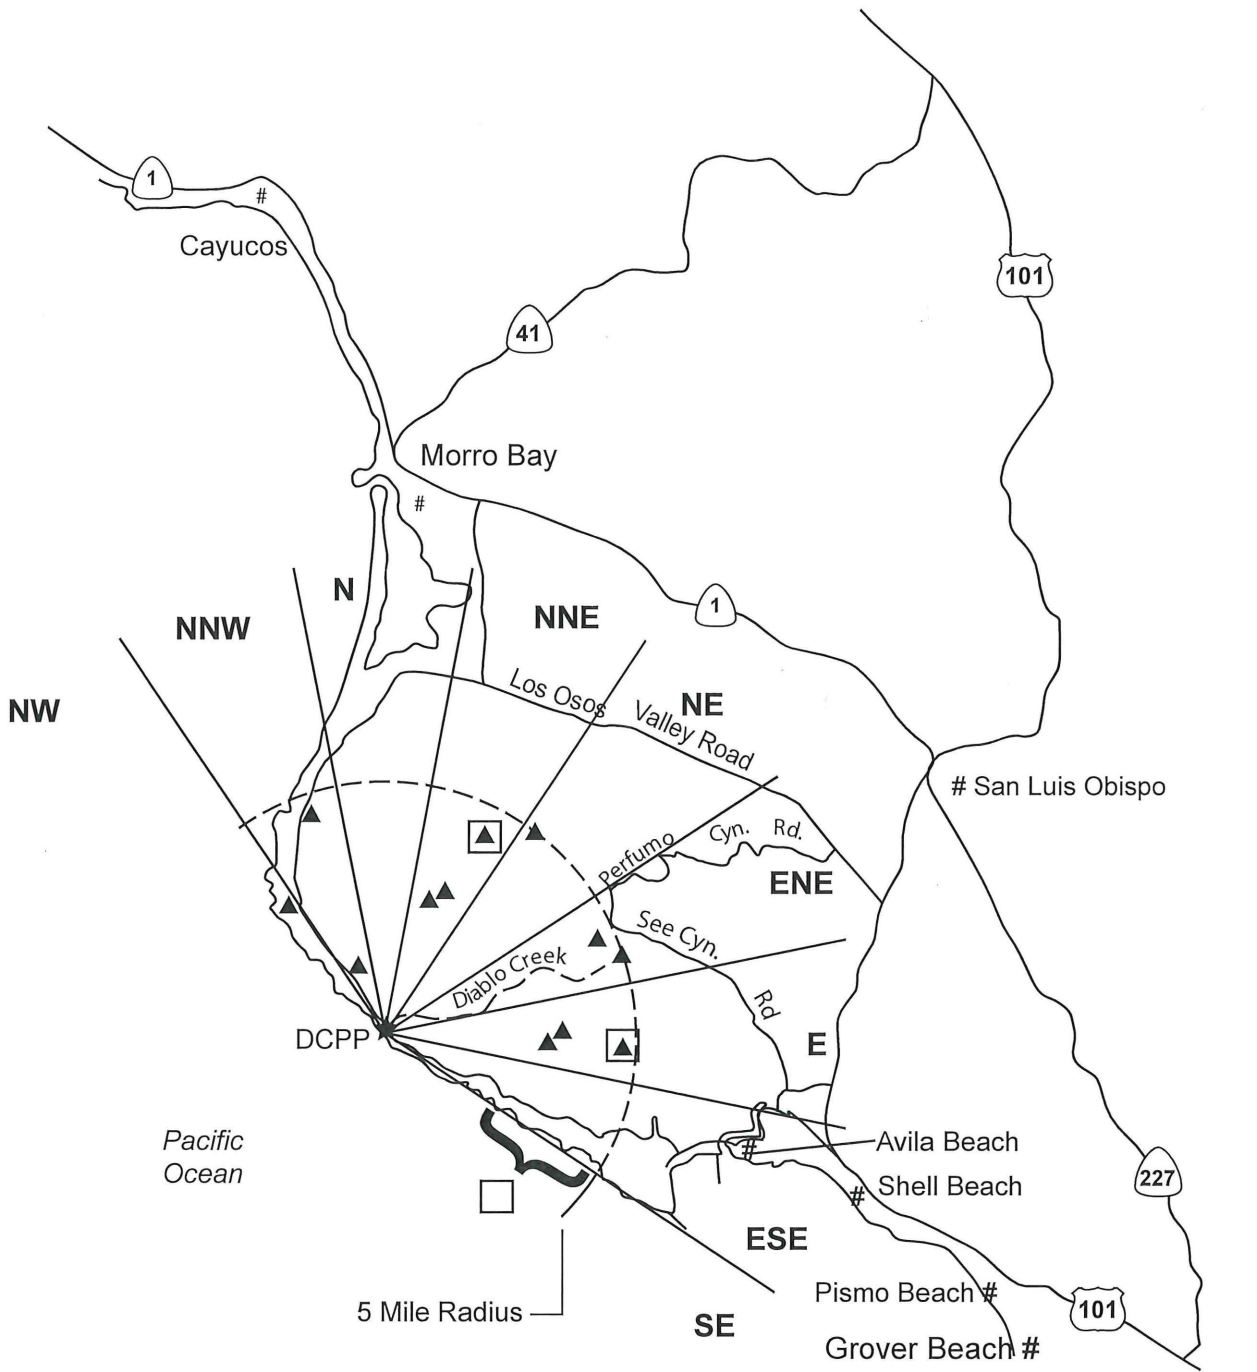 1
#
Cayucos
101
41
Morro Bay
#
N
NNW
NNE
1
NW
Los Osos
Valley Road
NE
# San Luis Obispo
Perfumo
Cyn.
Rd.
ENE
See Cyn.
Rd
Diablo Creek
DCPP
E
Pacific
Ocean
#
Avila Beach
#
Shell Beach
227
ESE
Pismo Beach #
5 Mile Radius
101
SE
Grover Beach #